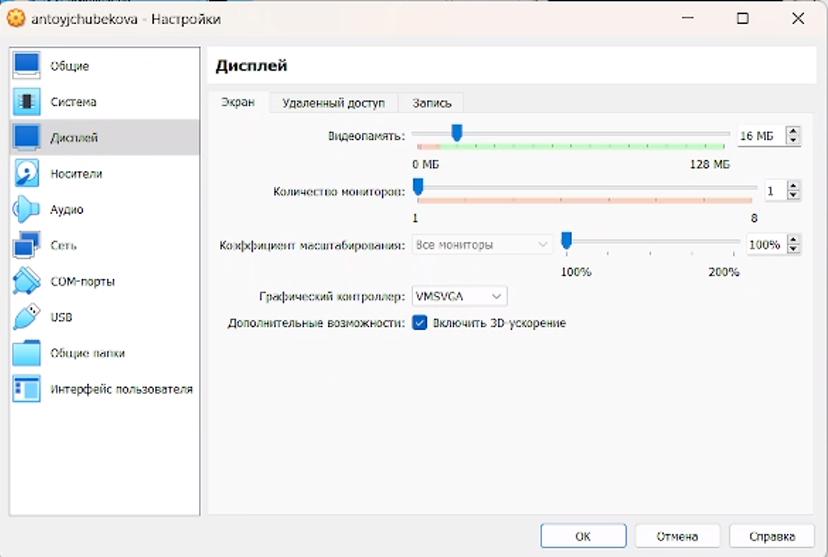 antoyjchubekova - Настройки
Общие
Система
Дисплей
Носители
Аудио
Сеть
COM-порты
USB
Общие папки
Интерфейс пользователя
Дисплей
Экран Удаленный доступ Запись
Видеопамять: 16 МБ
0 МБ 128 МБ
Количество мониторов: 1
1 8
Коэффициент масштабирования: Все мониторы 100%
100% 200%
Графический контроллер: VMSVGA
Дополнительные возможности: Включить 3D-ускорение
ОК Отмена Справка